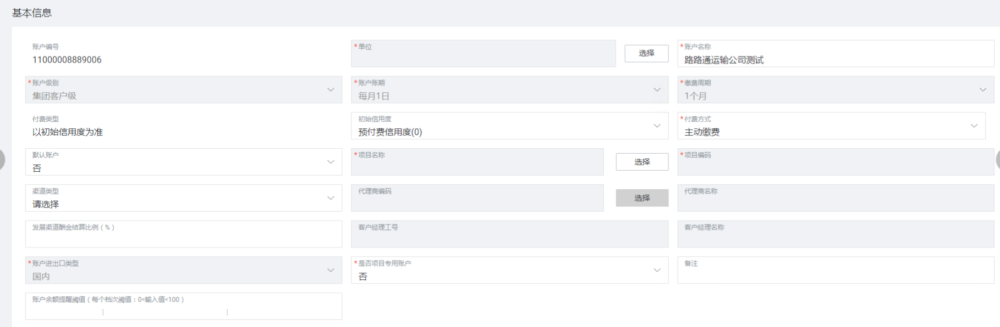 基本信息
账户编号
11000008889006
*单位
选择
*账户名称
路路通运输公司测试
*账户级别
集团客户级
*账户账期
每月1日
*缴费周期
1个月
付费类型
以初始信用度为准
初始信用度
预付费信用度(0)
*付费方式
主动缴费
默认账户
否
*项目名称
选择
*项目编码
渠道类型
请选择
代理商编码
选择
代理商名称
发展渠道酬金结算比例（%）
客户经理工号
客户经理名称
*账户进出口类型
国内
*是否项目专用账户
否
备注
账户余额提醒阈值（每个档次阈值：0<输入值<100）